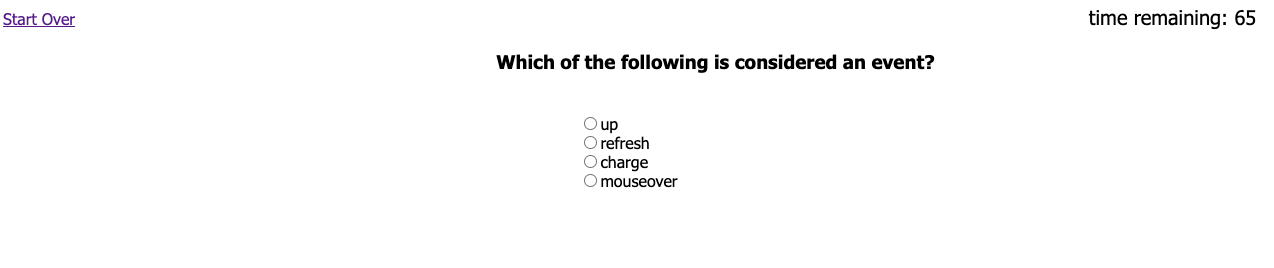 Start Over
time remaining: 65
Which of the following is considered an event?
up
refresh
charge
mouseover